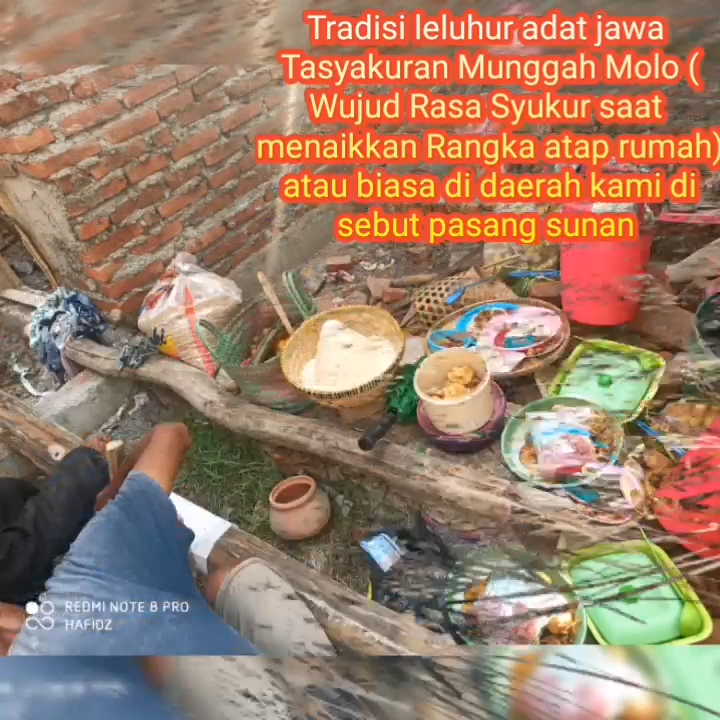 Tradisi leluhur adat jawa
Tasyakuran Munggah Molo (
Wujud Rasa Syukur saat
menaikkan Rangka atap rumah)
atau biasa di daerah kami di
sebut pasang sunan
REDMI NOTE 8 PRO
HAFIDZ